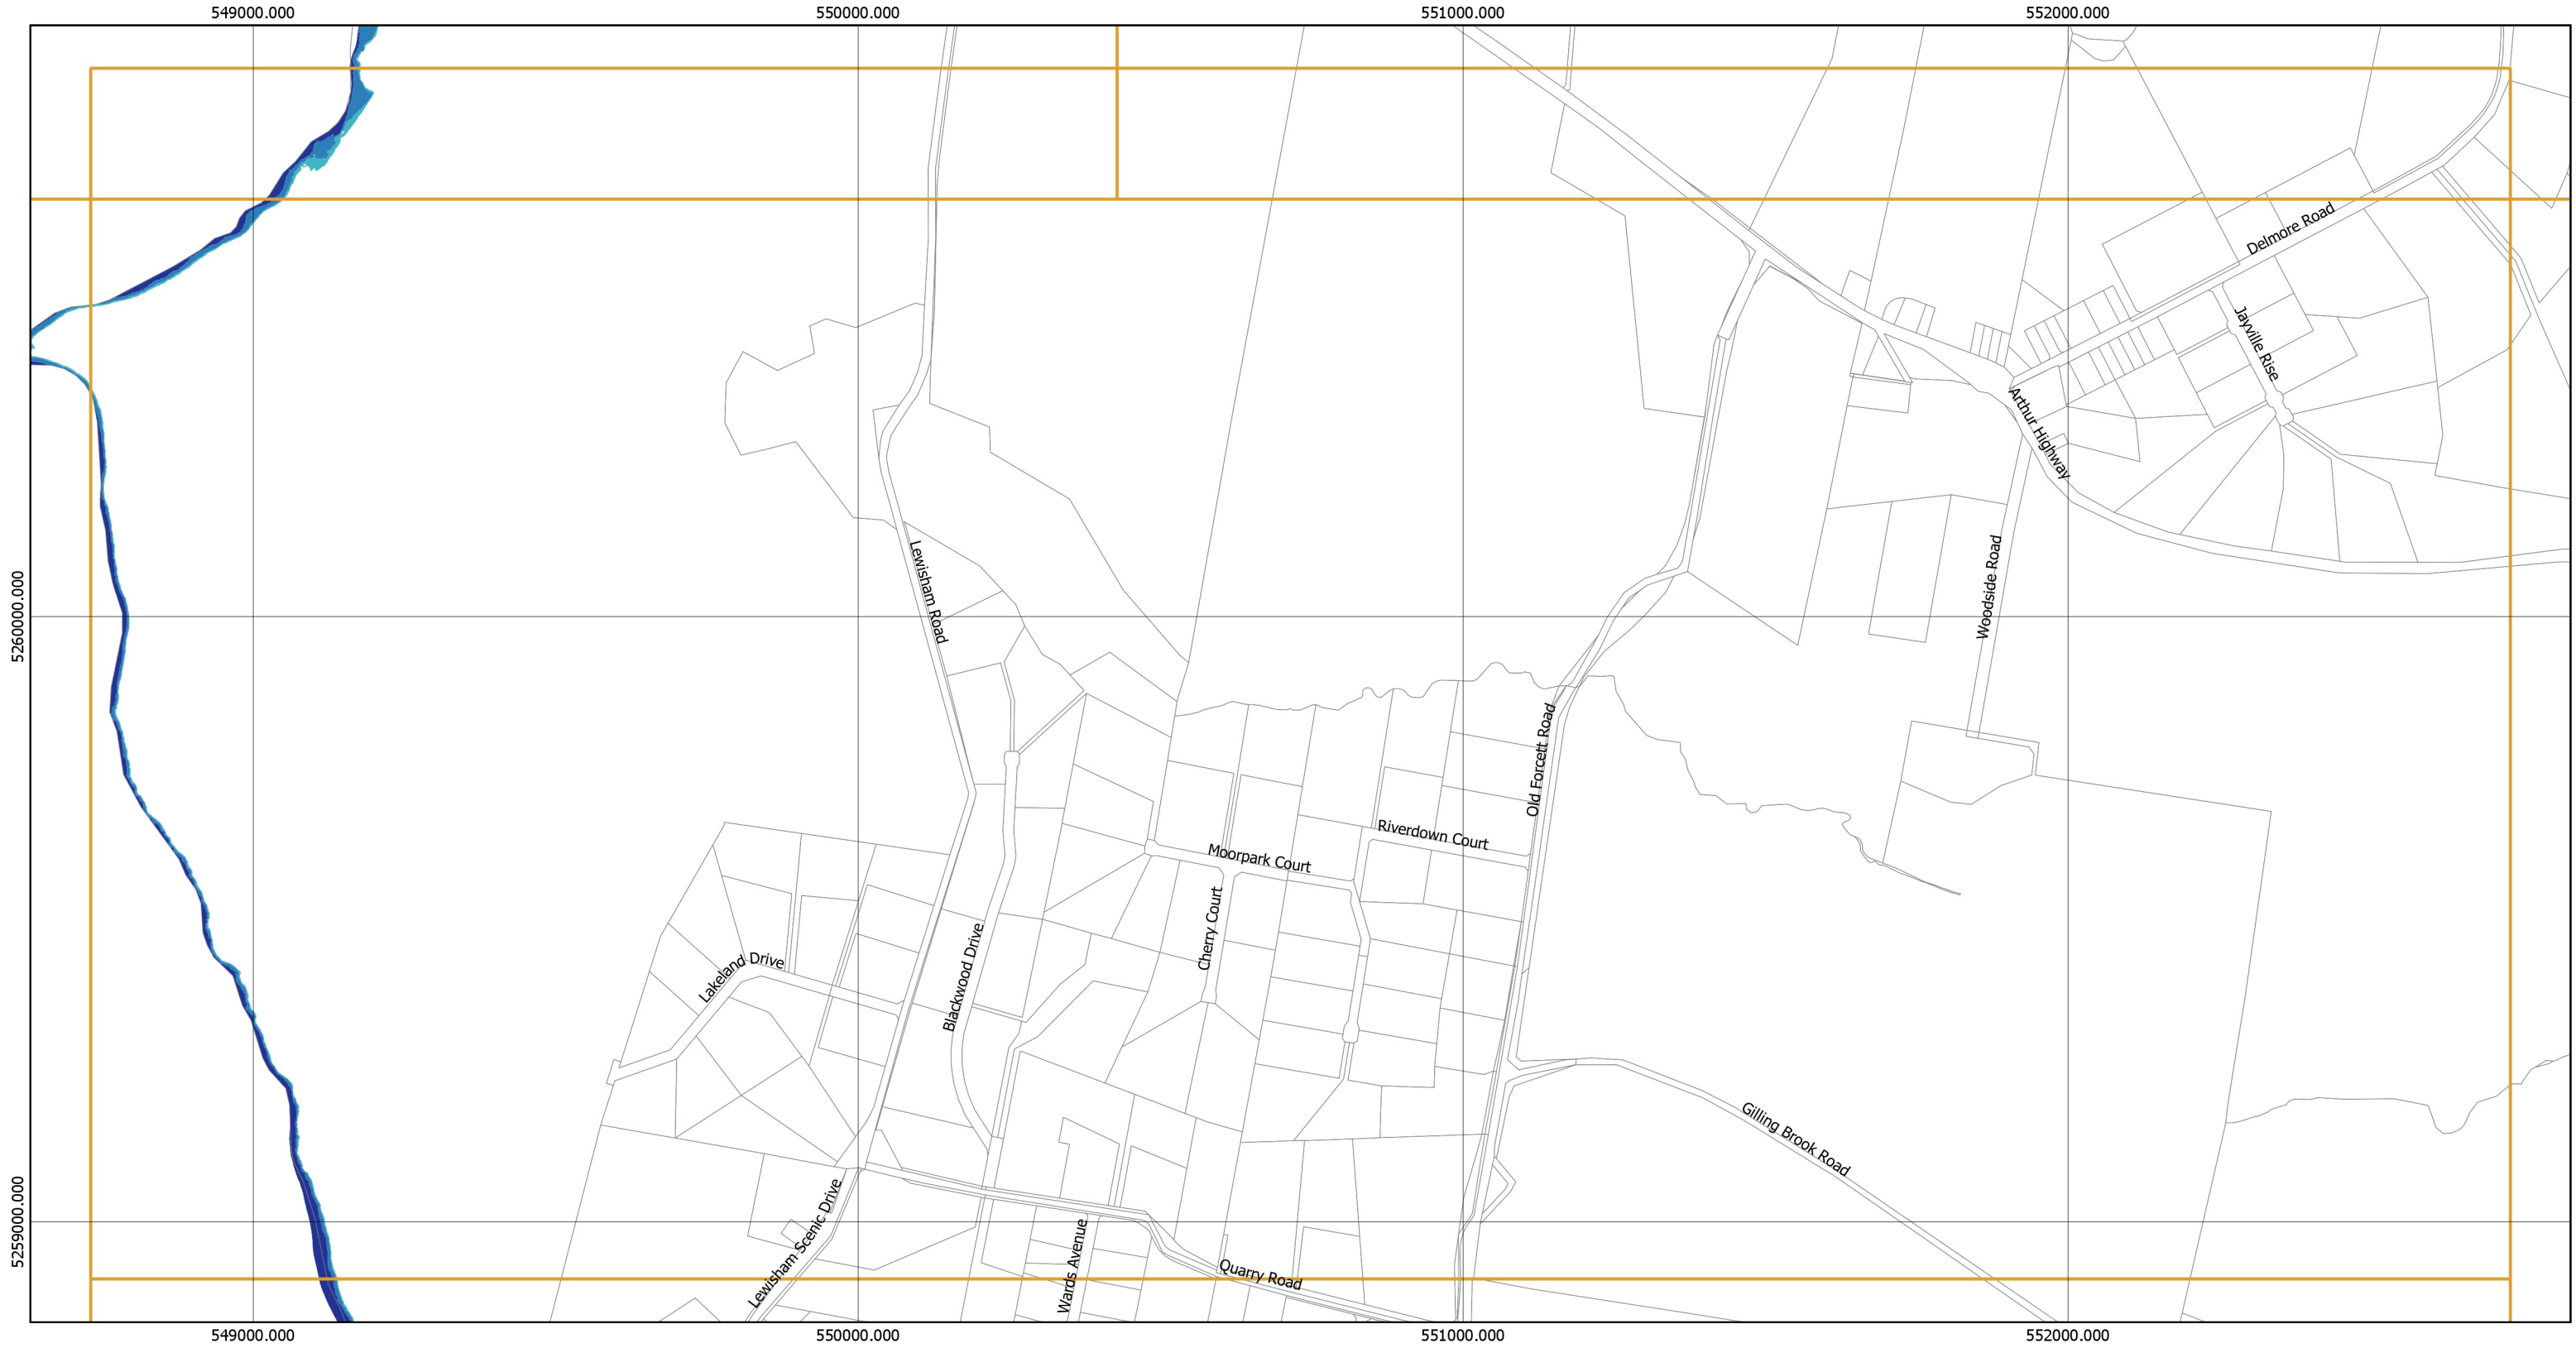 549000.000
550000.000
551000.000
552000.000
Delmore Road
Jayville Rise
Arthur Highway
Lewisham Road
Woodside Road
5260000.000
Old Forcett Road
Riverdown Court
Moorpark Court
Cherry Court
Blackwood Drive
Lakeland Drive
Gilling Brook Road
Lewisham Scenic Drive
Wards Avenue
Quarry Road
5259000.000
549000.000
550000.000
551000.000
552000.000